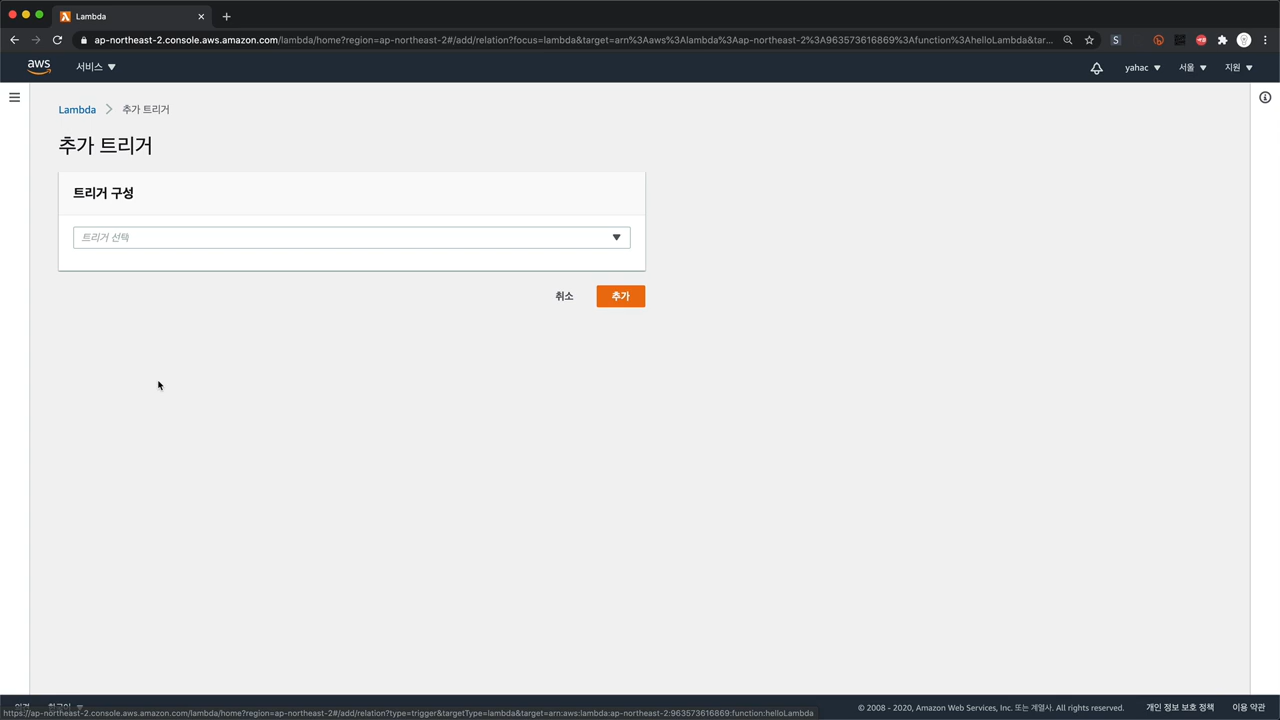 Lambda
ap-northeast-2.console.aws.amazon.com/lambda/home?region=ap-northeast-2#/add/relation?focus=lambda&target=arn%3Aaws%3Alambda%3Aap-northeast-2%3A963573616869%3Afunction%3AhelloLambda&tar...
S
aws 서비스 yahac 서울 지원
Lambda 추가 트리거
추가 트리거
트리거 구성
트리거 선택
취소 추가
© 2008 - 2020, Amazon Web Services, Inc. 또는 계열사. All rights reserved. 개인 정보 보호 정책 이용 약관
https://ap-northeast-2.console.aws.amazon.com/lambda/home?region=ap-northeast-2#/add/relation?type=trigger&targetType=lambda&target=arn:aws:lambda:ap-northeast-2:963573616869:function:helloLambda